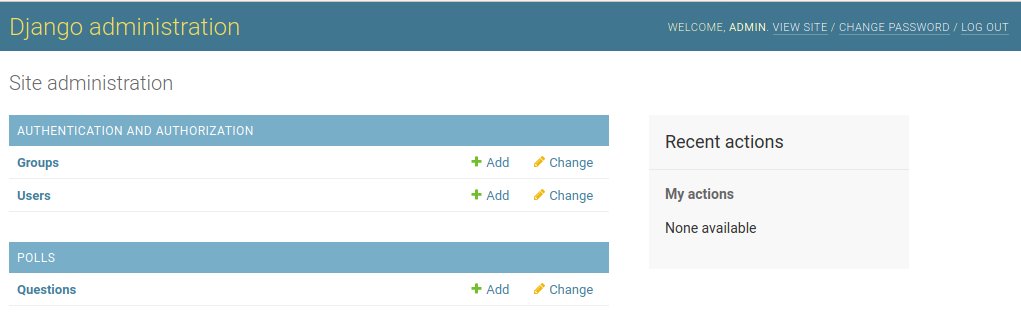 Django administration
WELCOME, ADMIN. VIEW SITE / CHANGE PASSWORD / LOG OUT
Site administration
AUTHENTICATION AND AUTHORIZATION
Groups Add Change
Users Add Change
POLLS
Questions Add Change
Recent actions
My actions
None available